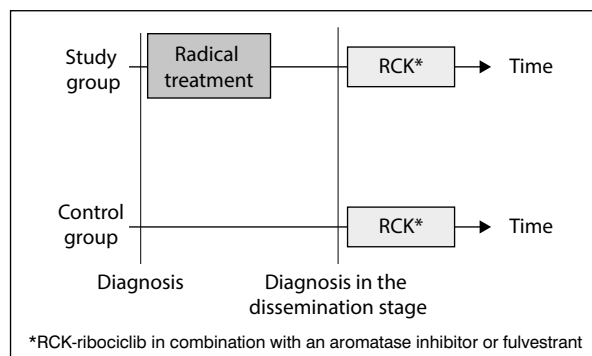 Study
group
Radical
treatment
RCK*
Time
Control
group
RCK*
Time
Diagnosis
Diagnosis in the
dissemination stage
*RCK-ribociclib in combination with an aromatase inhibitor or fulvestrant